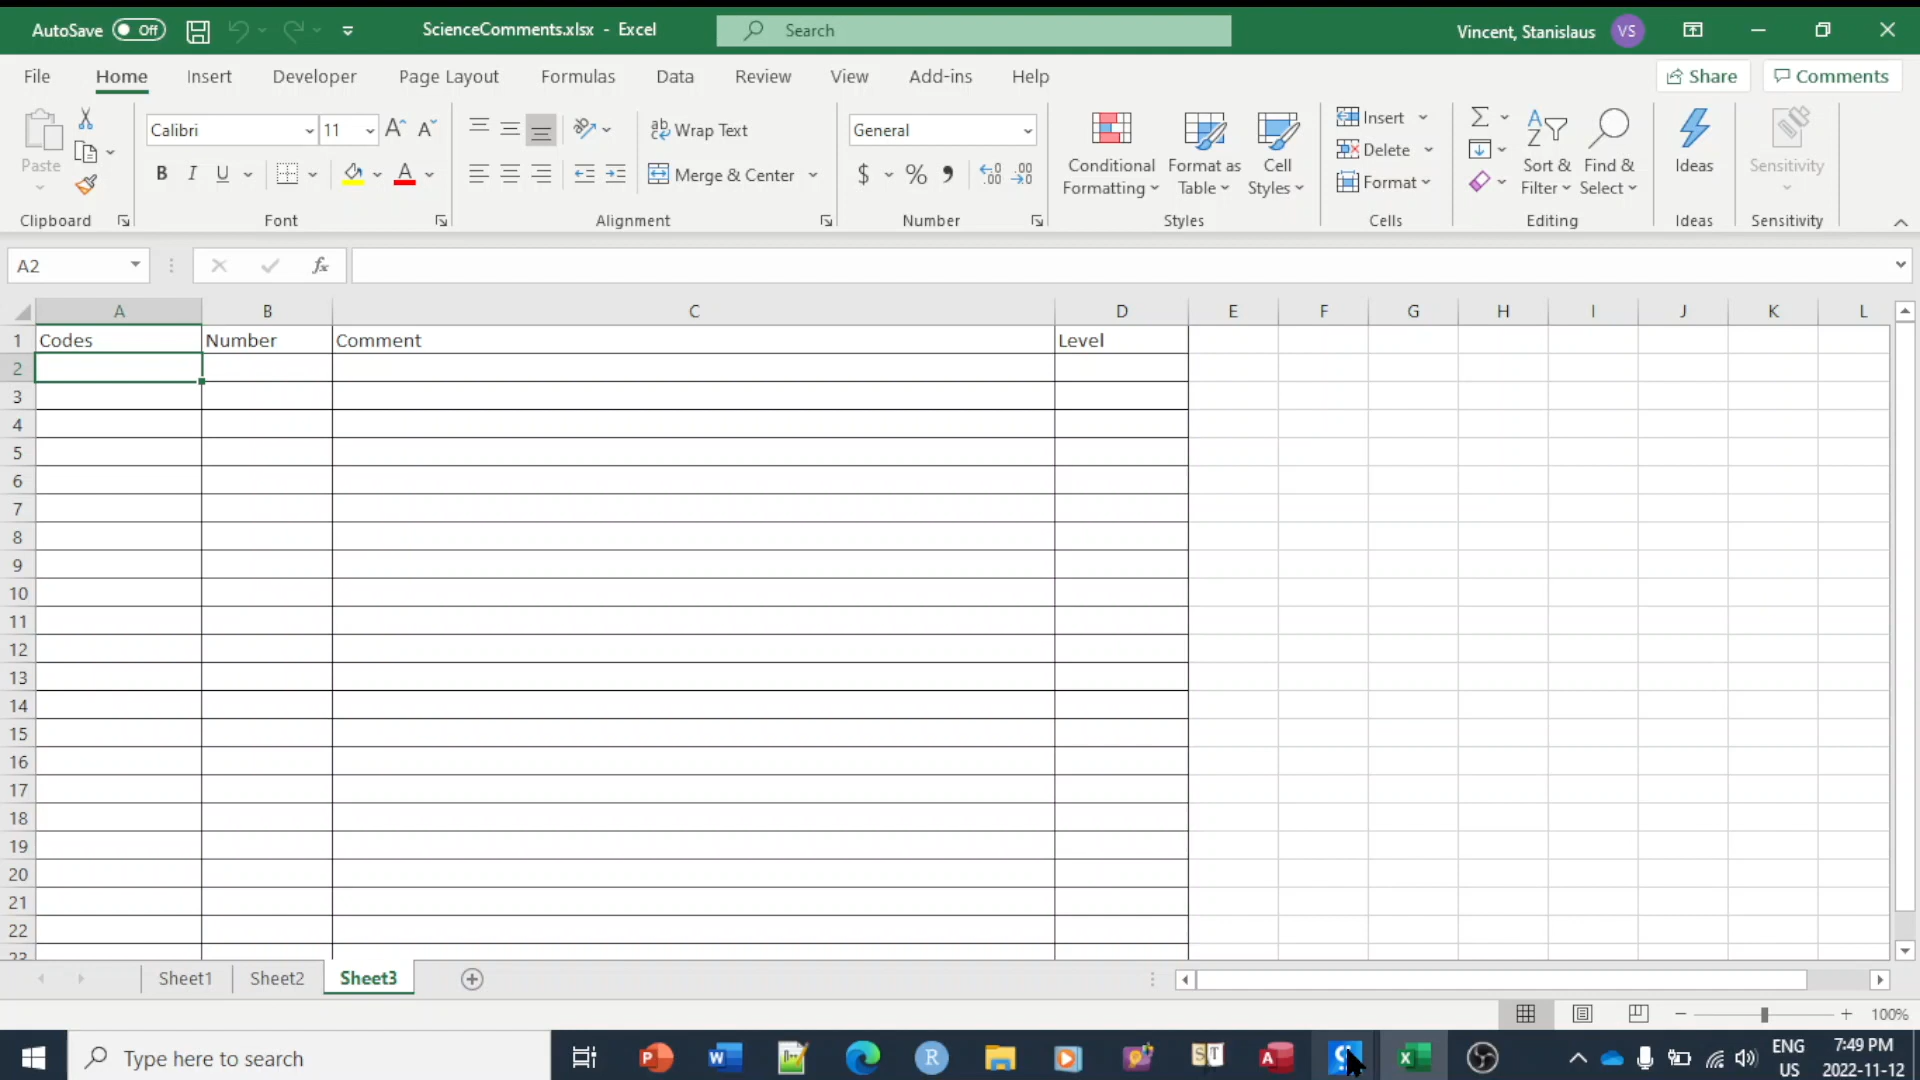 AutoSave Off ScienceComments.xlsx - Excel Search Vincent, Stanislaus VS
File Home Insert Developer Page Layout Formulas Data Review View Add-ins Help Share Comments
Calibri 11 A A Wrap Text General Insert
Paste Conditional Format as Cell Delete Sort & Find & Ideas Sensitivity
B I U A Merge & Center $ % Formatting Table Styles Format Filter Select
Clipboard Font Alignment Number Styles Cells Editing Ideas Sensitivity
A2 fx
A B C D E F G H I J K L
1 Codes Number Comment Level
2
3
4
5
6
7
8
9
10
11
12
13
14
15
16
17
18
19
20
21
22
23
Sheet1 Sheet2 Sheet3
100%
Type here to search ENG 7:49 PM
US 2022-11-12